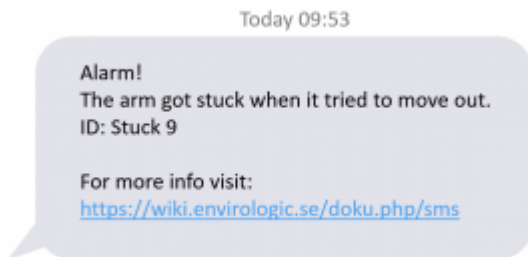 Today 09:53
Alarm!
The arm got stuck when it tried to move out.
ID: Stuck 9
For more info visit:
https://wiki.envirologic.se/doku.php/sms